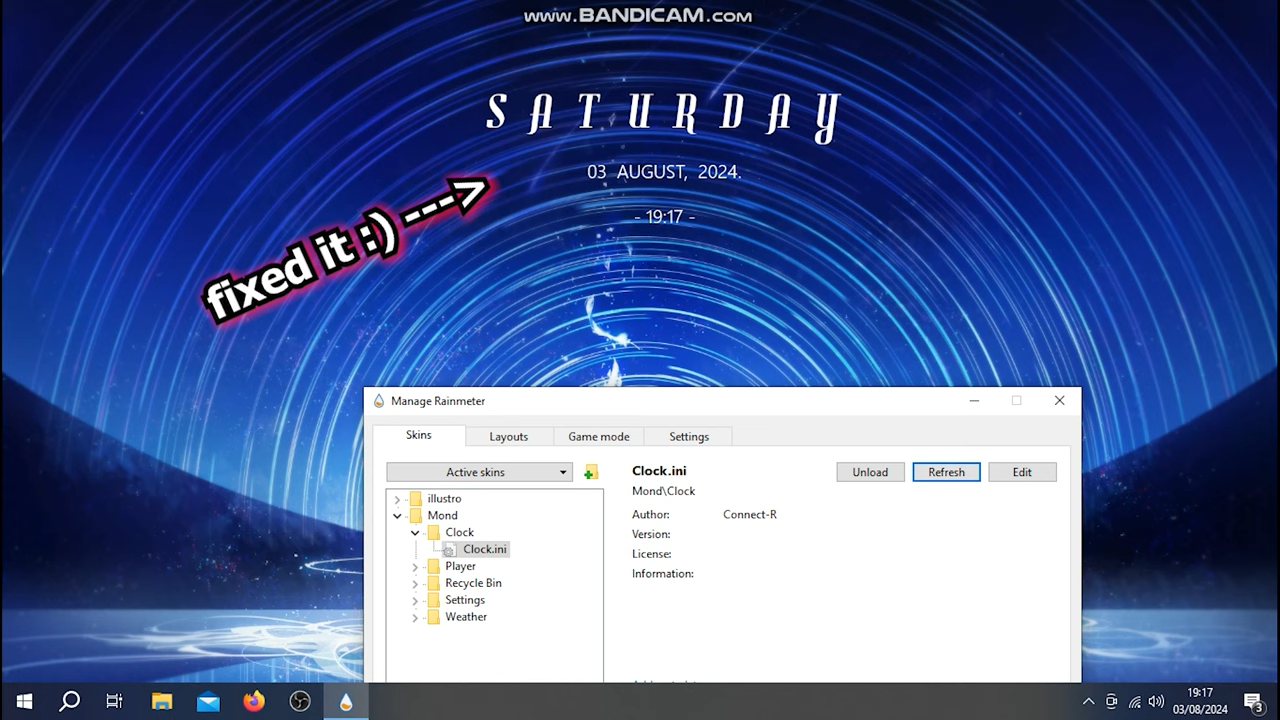 www.BANDICAM.com
SATURDAY
03 AUGUST, 2024.
- 19:17 -
fixed it :) --->
Manage Rainmeter
Skins Layouts Game mode Settings
Active skins
Clock.ini
Unload Refresh Edit
Mond\Clock
Author: Connect-R
Version:
License:
Information:
illustro
Mond
Clock
Clock.ini
Player
Recycle Bin
Settings
Weather
19:17
03/08/2024
3